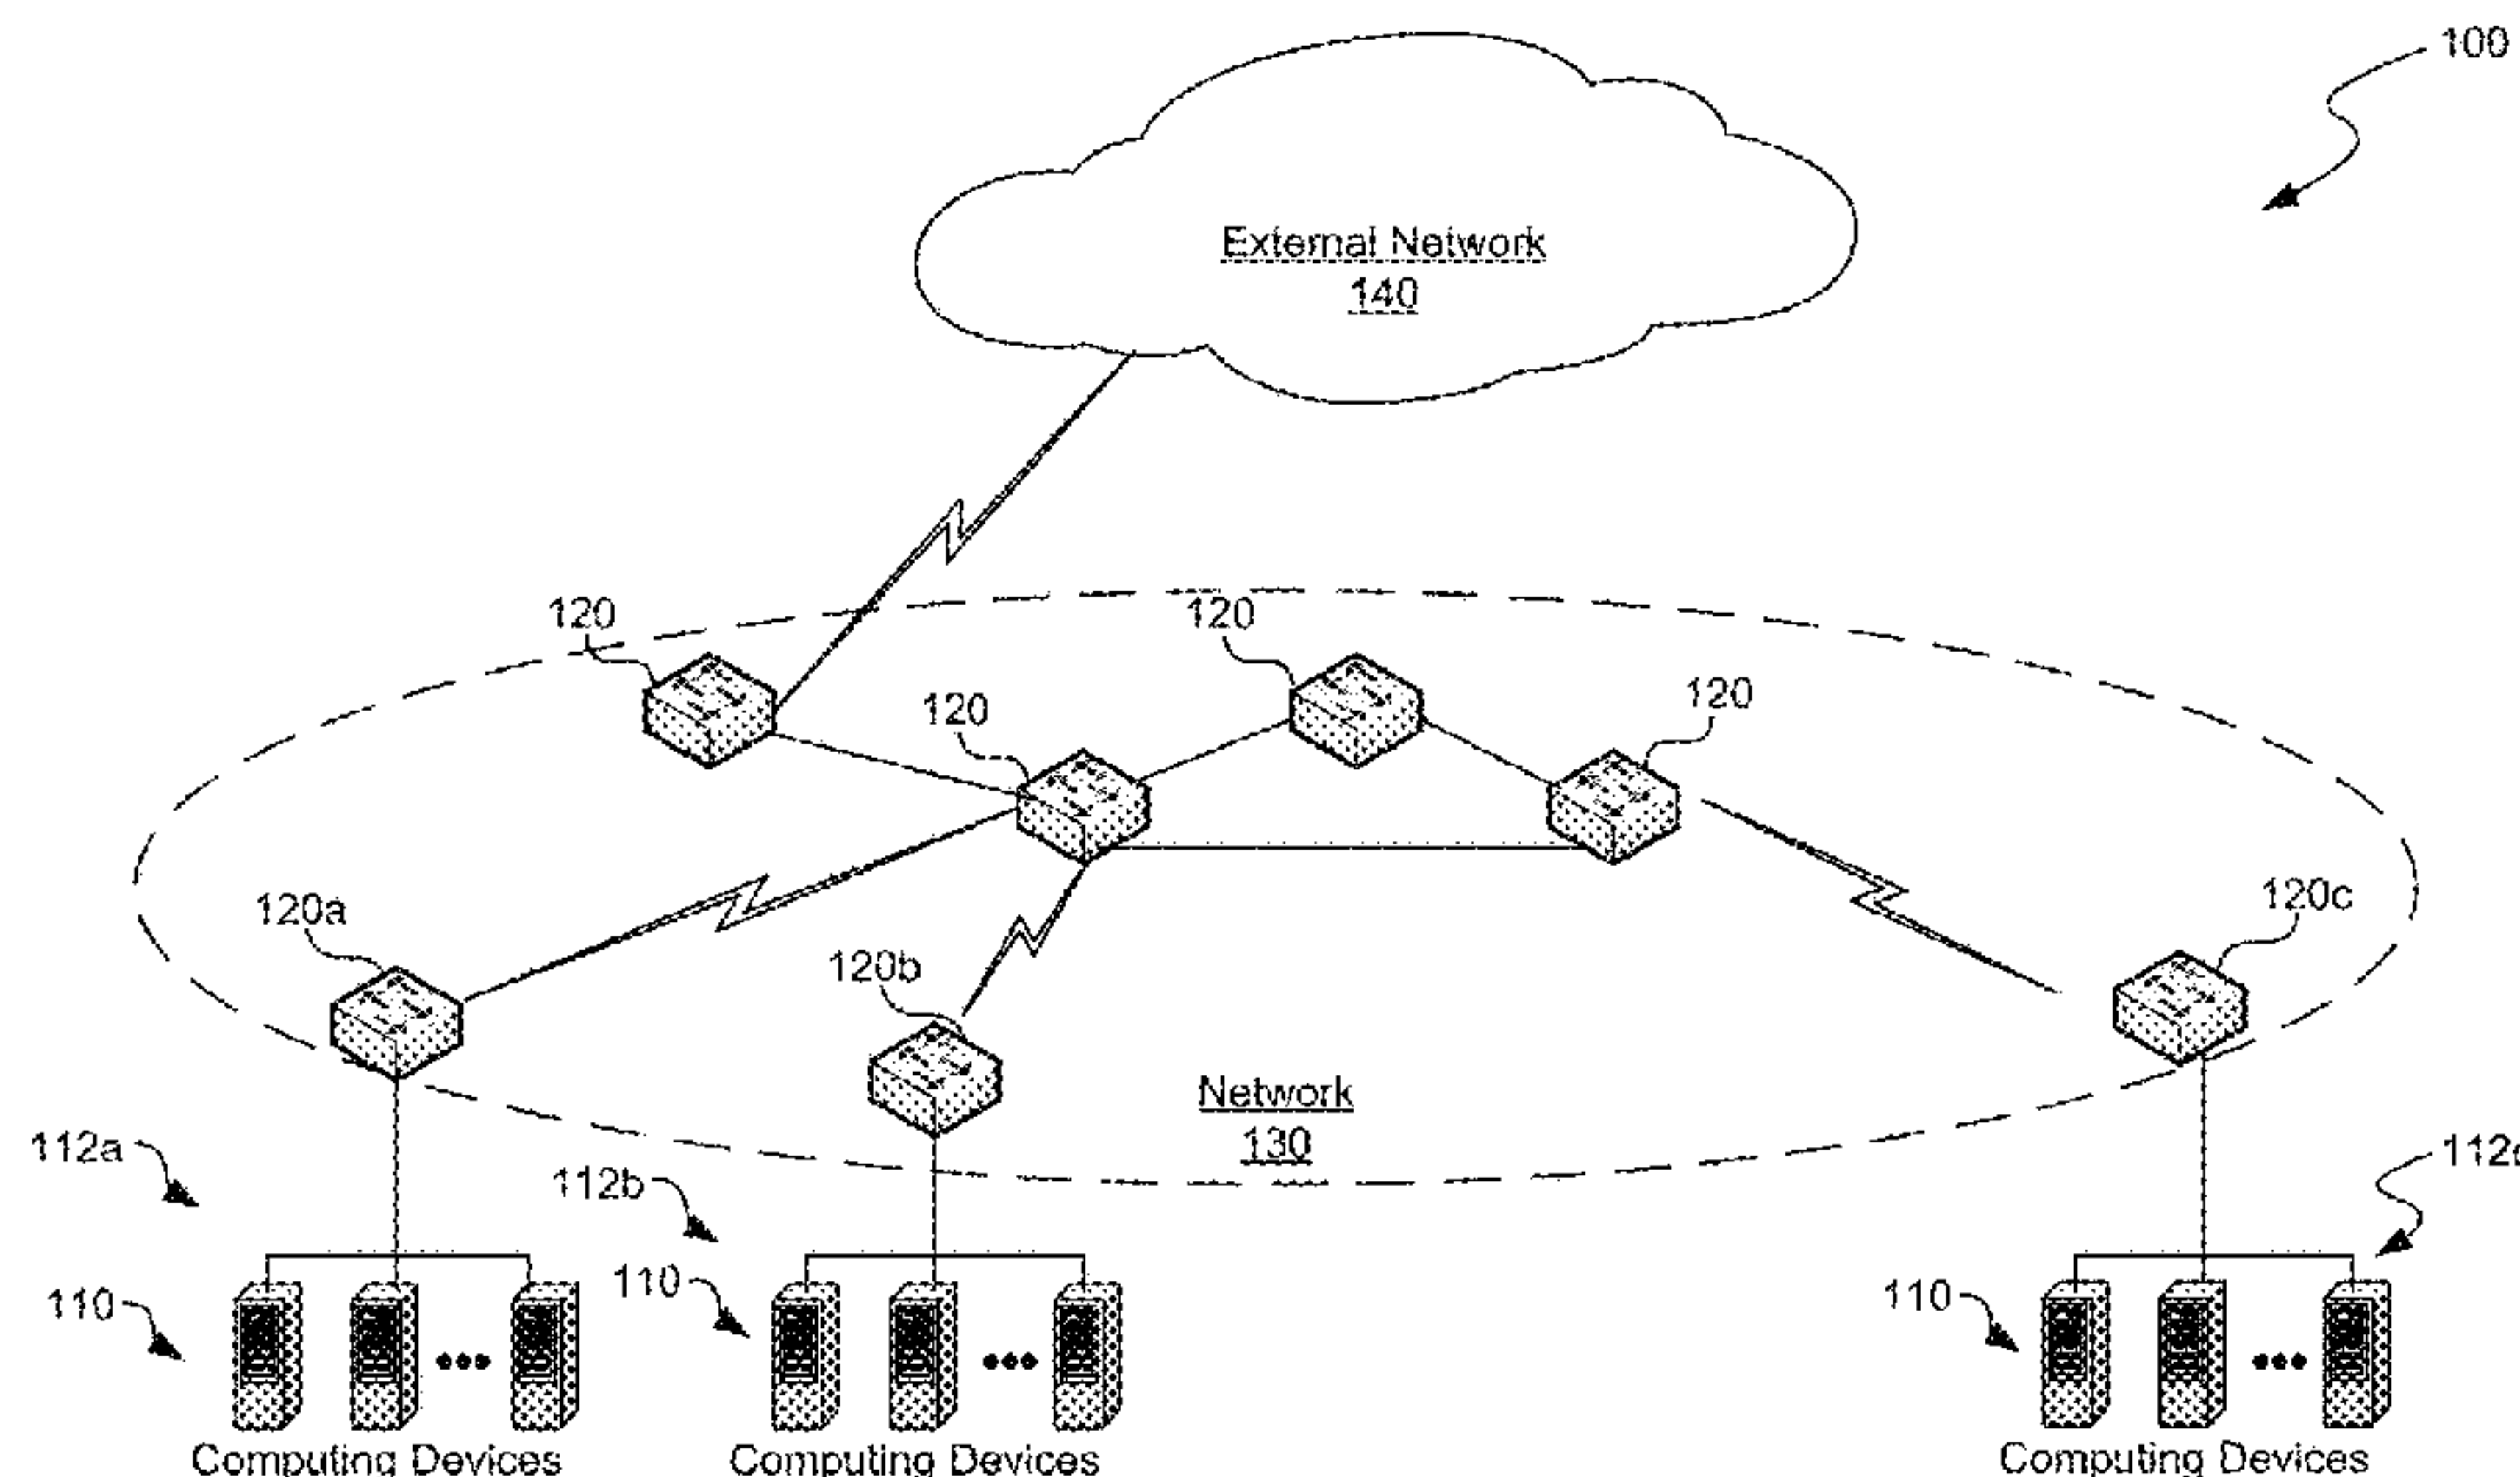 100
External Network
140
120
120
120
120
120a
120b
120c
Network
130
112a
112b
112c
110
110
110
Computing Devices
Computing Devices
Computing Devices